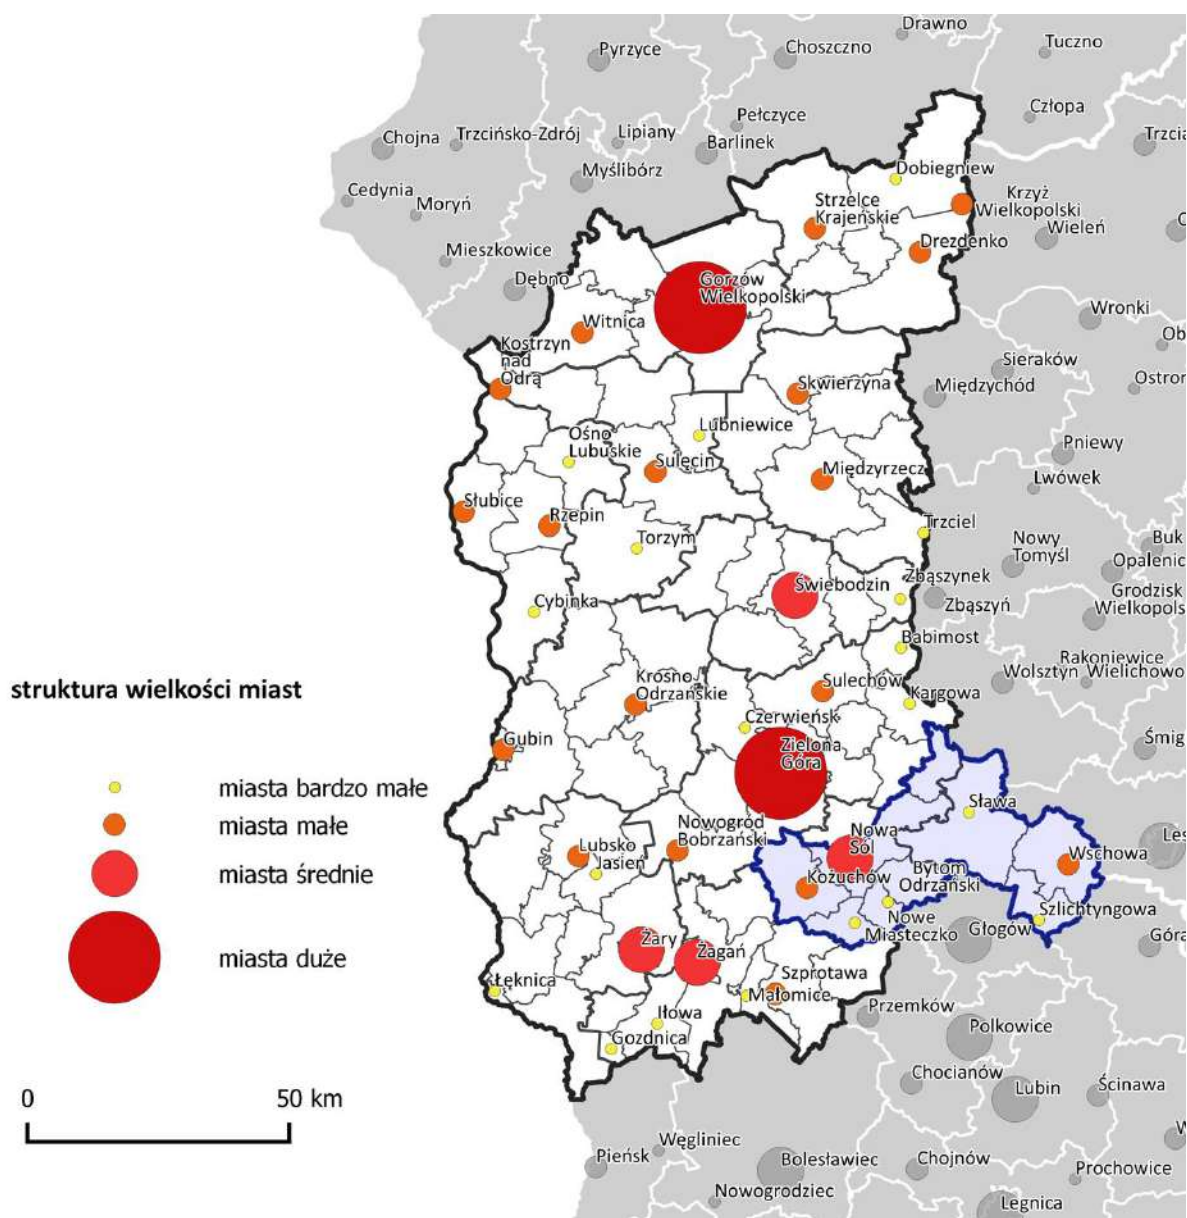 Drawno
Tuczno
Pyrzyce
Choszczno
Człopa
Pełczyce
Chojna
Trzcińsko-Zdrój
Lipiany
Barlinek
Trzcia
Myślibórz
Dobiegniew
Cedynia
Moryń
Strzelce
Krajeńskie
Krzyż
Wielkopolski
Wieleń
Mieszkowice
Drezdenko
Dębno
Gorzów
Wielkopolski
Witnica
Wronki
Ob
Kostrzyn
nad
Odrą
Sieraków
Skwierzyna
Międzychód
Ostror
Lubniewice
Ośno
Lubuskie
Pniewy
Sulęcin
Międzyrzecz
Lwówek
Słubice
Rzepin
Trzciel
Torzym
Nowy
Tomyśl
Buk
Opalenic
Świebodzin
Zbąszynek
Zbąszyń
Grodzisk
Wielkopols
Cybinka
Babimost
struktura wielkości miast
Krosno
Odrzańskie
Sulechów
Kargowa
Wolsztyn
Rakoniewice
Wielichowo
Czerwieńsk
Gubin
Zielona
Góra
Śmig
miasta bardzo małe
miasta małe
miasta średnie
miasta duże
Sława
Nowogród
Bobrzański
Nowa
Sól
Lubsko
Jasień
Kożuchów
Bytom
Odrzański
Wschowa
Les
Nowe
Miasteczko
Szlichtyngowa
Głogów
Góra
Żary
Żagań
Szprotawa
Łęknica
Małomice
Przemków
Iłowa
Gozdnica
Polkowice
0
50 km
Chocianów
Lubin
Ścinawa
Węgliniec
Pieńsk
Bolesławiec
Chojnów
Prochowice
Nowogrodziec
Legnica